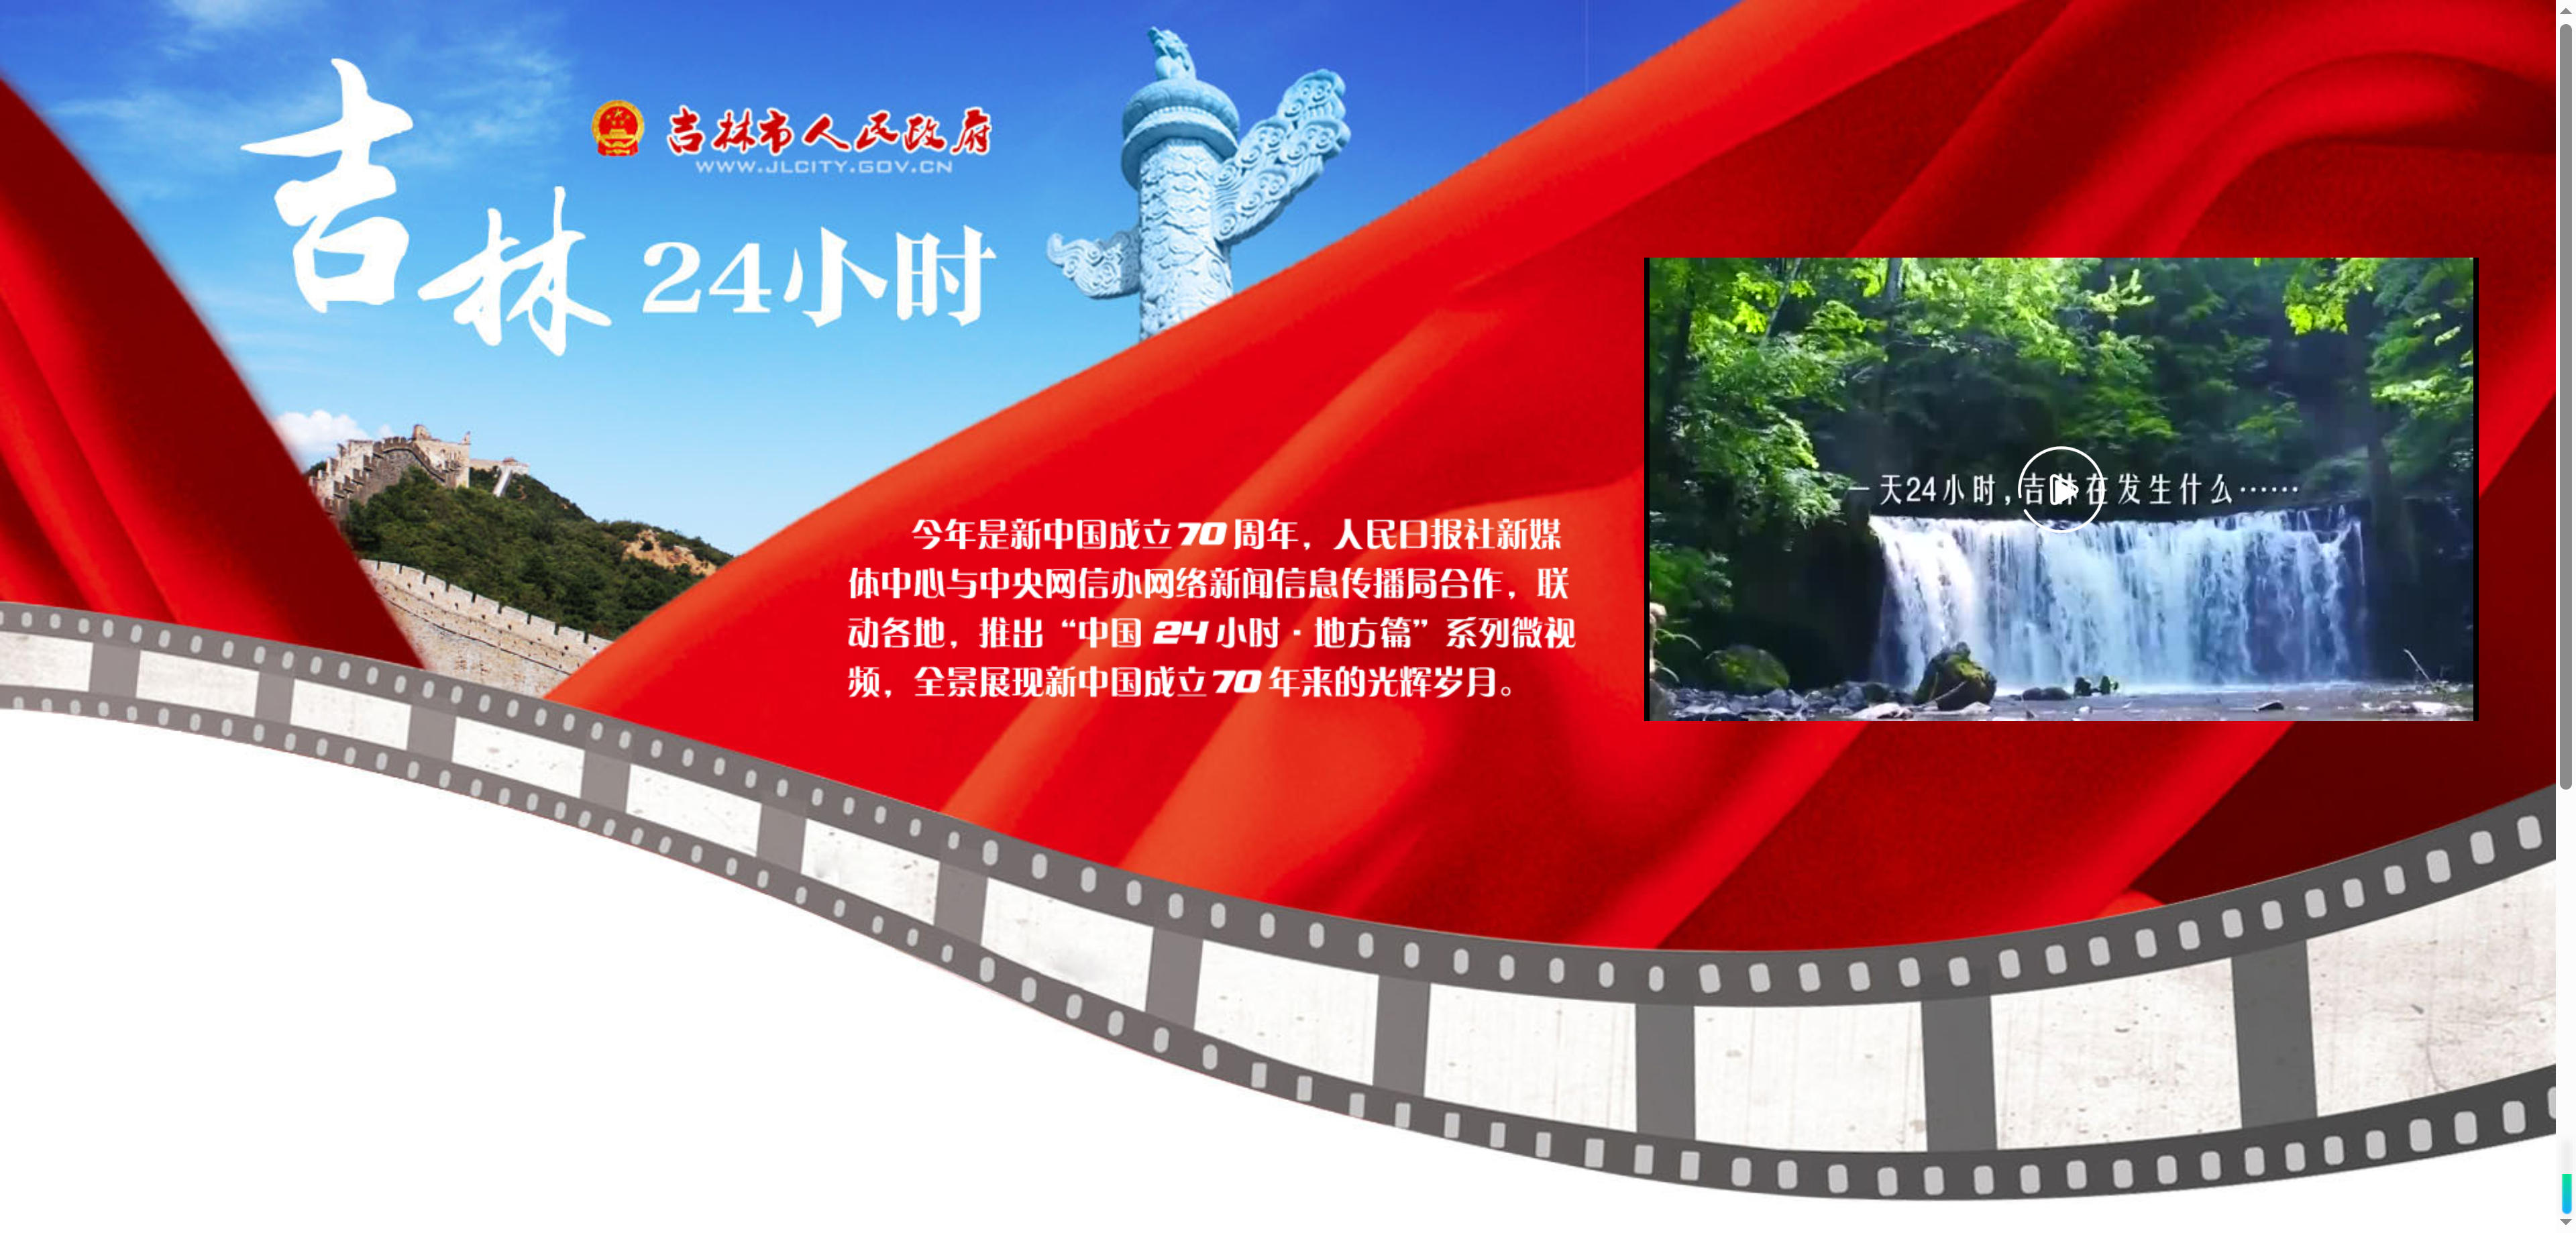 吉林24小时
吉林市人民政府
WWW.JLCITY.GOV.CN
今年是新中国成立70周年，人民日报社新媒
体中心与中央网信办网络新闻信息传播局合作，联
动各地，推出“中国24小时·地方篇”系列微视
频，全景展现新中国成立70年来的光辉岁月。
一天24小时，吉林在发生什么……